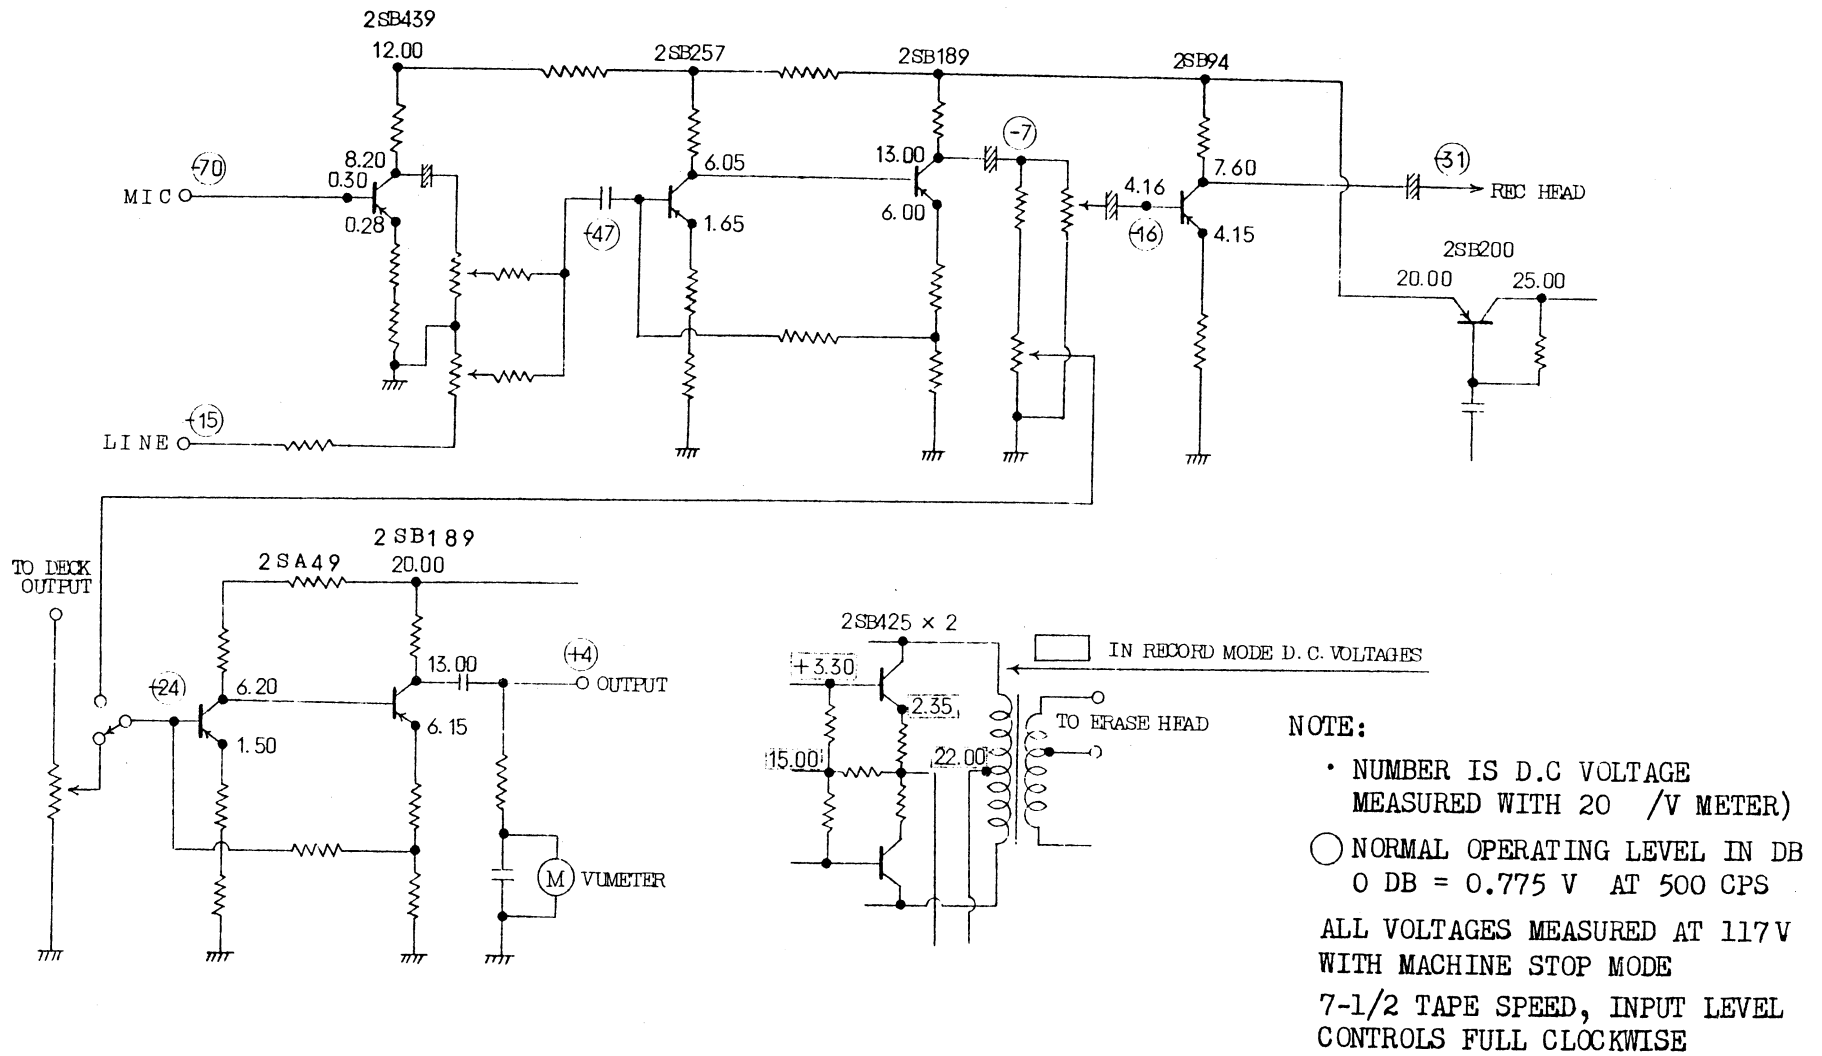 2SB439
12.00
2SB257
2SB189
2SB94
-70
MIC
8.20
0.30
0.28
6.05
1.65
-47
13.00
6.00
-7
4.16
-16
7.60
4.15
-31
REC HEAD
2SB200
20.00
25.00
-15
LINE
TO DECK
OUTPUT
2SA49
2SB189
20.00
-24
6.20
1.50
13.00
6.15
+4
OUTPUT
M
VUMETER
2SB425 × 2
+3.30
2.35
15.00
22.00
IN RECORD MODE D.C. VOLTAGES
TO ERASE HEAD
NOTE:
· NUMBER IS D.C VOLTAGE
MEASURED WITH 20 /V METER)
NORMAL OPERATING LEVEL IN DB
0 DB = 0.775 V AT 500 CPS
ALL VOLTAGES MEASURED AT 117V
WITH MACHINE STOP MODE
7-1/2 TAPE SPEED, INPUT LEVEL
CONTROLS FULL CLOCKWISE